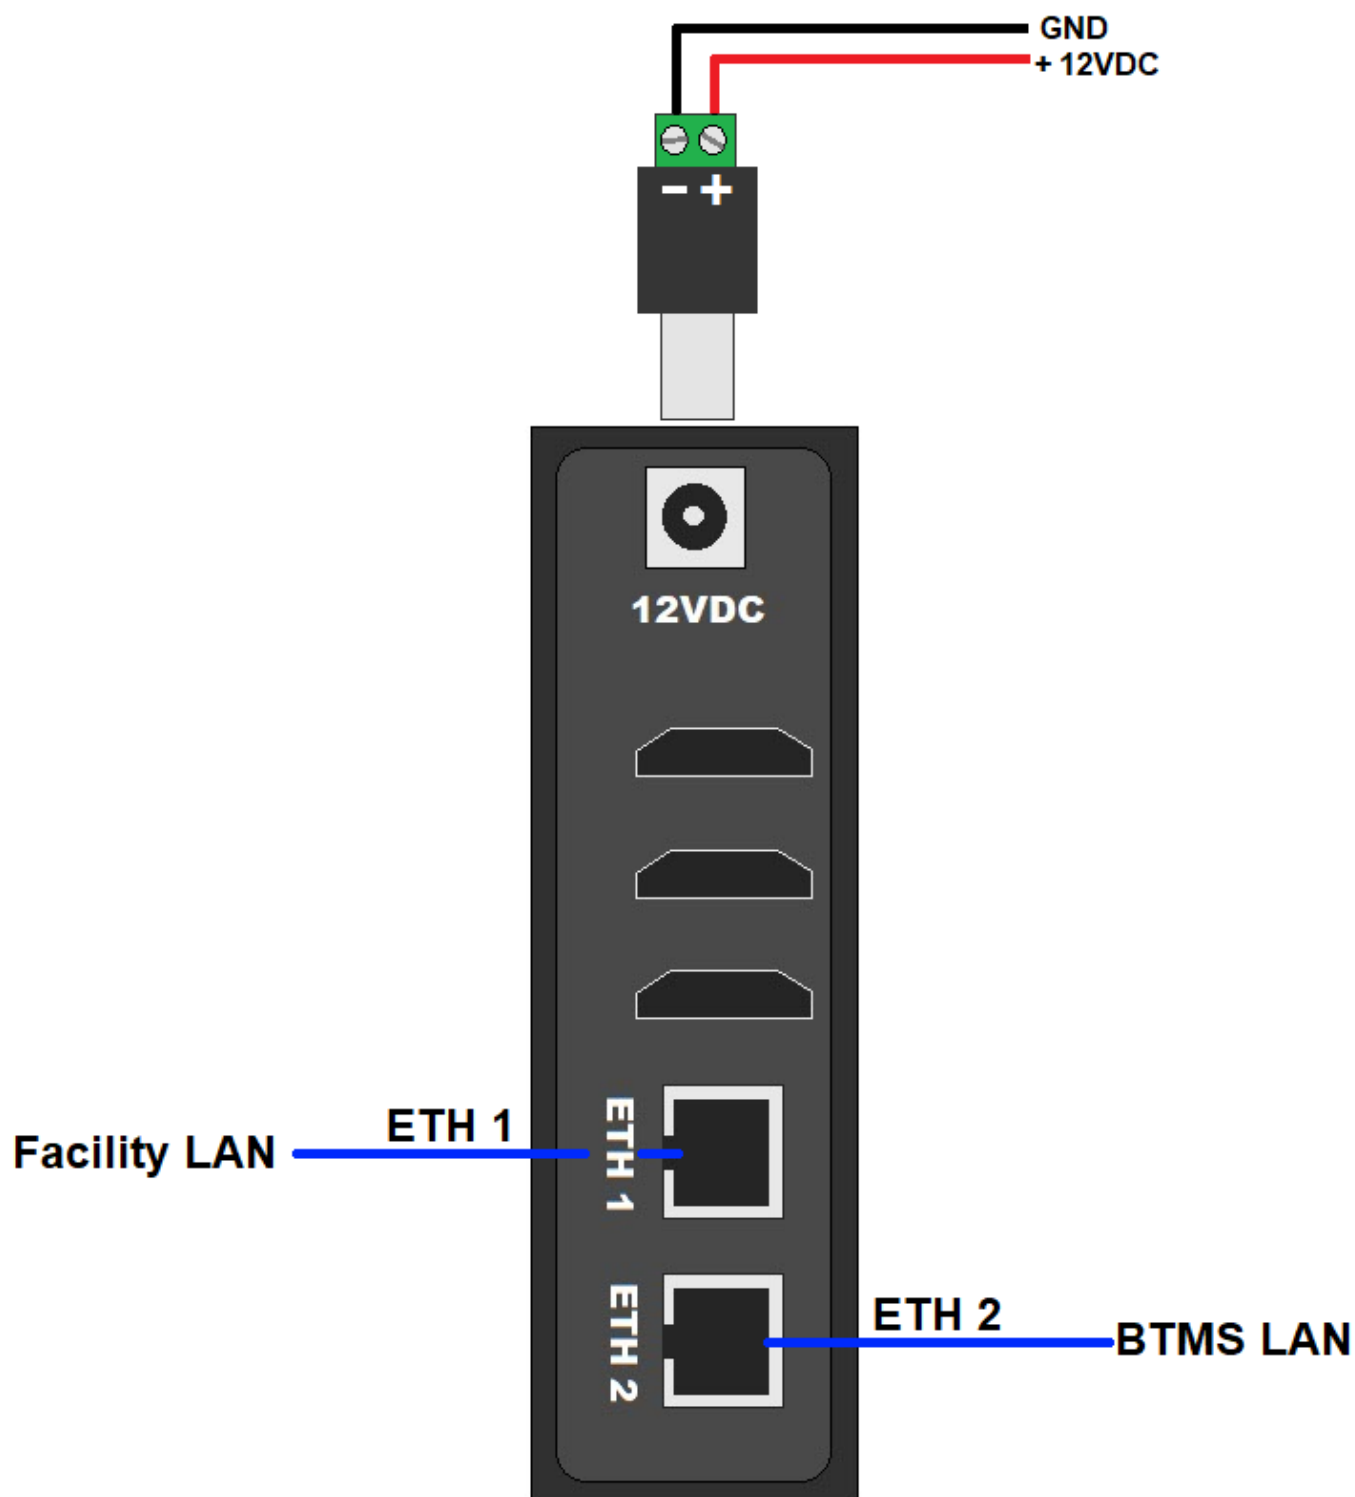 GND
+ 12VDC
- +
12VDC
ETH 1
Facility LAN
ETH 1
ETH 2
BTMS LAN
ETH 2